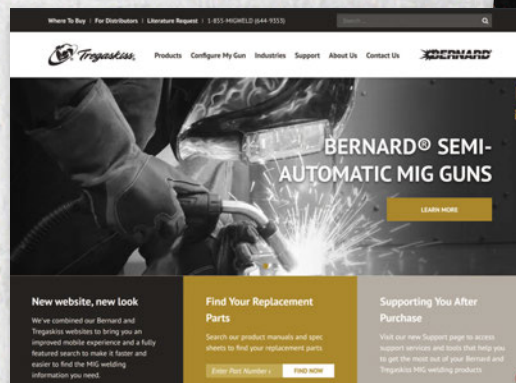 Where To Buy | For Distributors | Literature Request | 1-855-MIGWELD (644-9353)
Search ...
Tregaskiss
Products Configure My Gun Industries Support About Us Contact Us
BERNARD
BERNARD® SEMI-
AUTOMATIC MIG GUNS
LEARN MORE
New website, new look
We've combined our Bernard and
Tregaskiss websites to bring you an
improved mobile experience and a fully
featured search to make it faster and
easier to find the MIG welding
information you need.
Find Your Replacement
Parts
Search our product manuals and spec
sheets to find your replacement parts
Enter Part Number
FIND NOW
Supporting You After
Purchase
Visit our new Support page to access
support services and tools that help you
to get the most out of your Bernard and
Tregaskiss MIG welding products